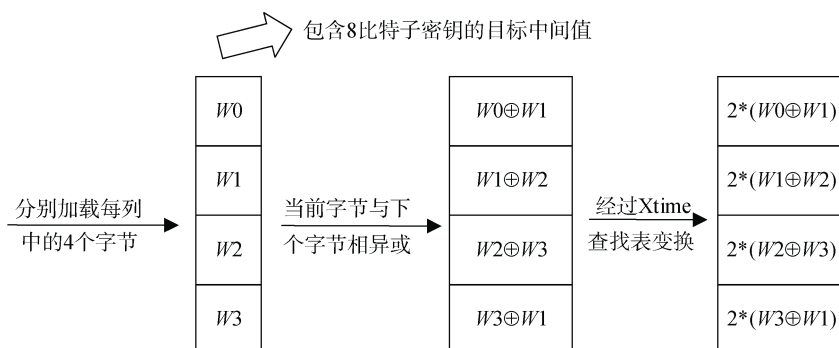 包含8比特子密钥的目标中间值
W0
W0⊕W1
2*(W0⊕W1)
W1
W1⊕W2
2*(W1⊕W2)
分别加载每列
中的4个字节
当前字节与下
个字节相异或
经过Xtime
查找表变换
W2
W2⊕W3
2*(W2⊕W3)
W3
W3⊕W1
2*(W3⊕W1)